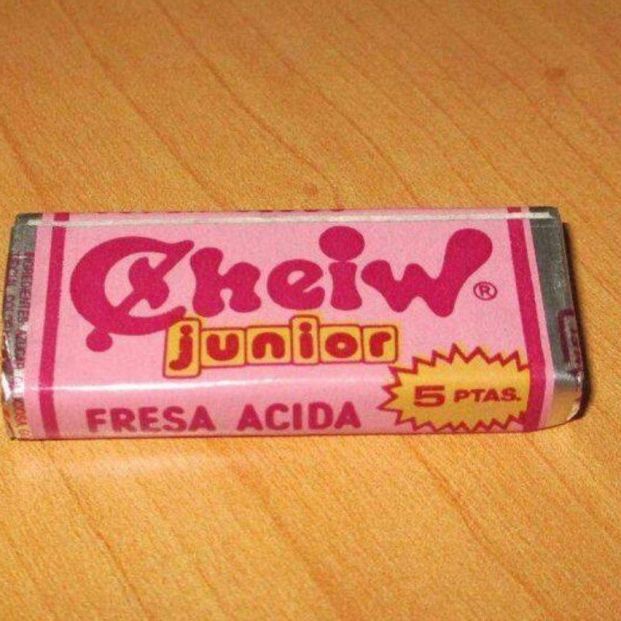 Cheiw®
junior
5 PTAS.
FRESA ACIDA